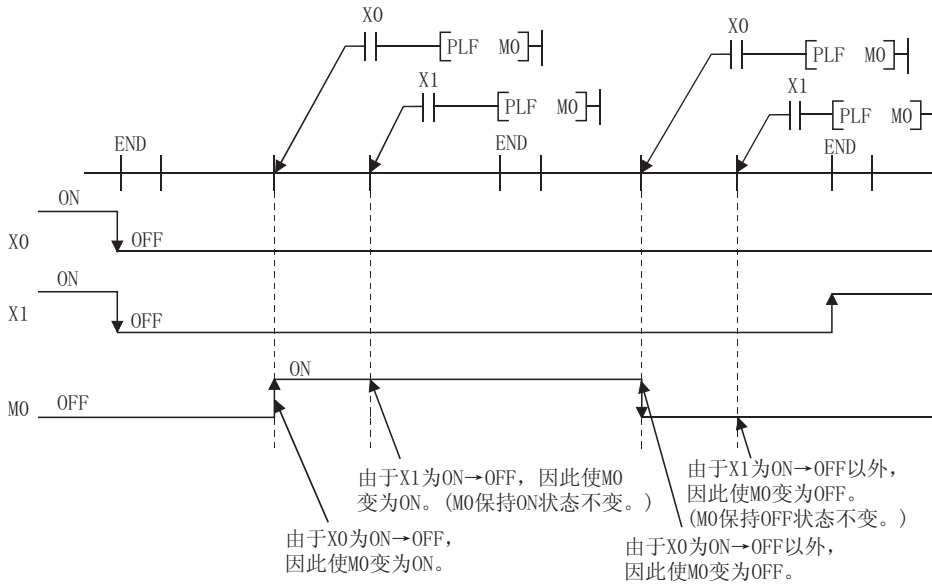 X0
PLF M0
X1
PLF M0
X0
PLF M0
X1
PLF M0
END
END
END
X0
ON
OFF
X1
ON
OFF
M0
OFF
ON
由于X1为ON→OFF，因此使M0
变为ON。(M0保持ON状态不变。)
由于X0为ON→OFF，
因此使M0变为ON。
由于X1为ON→OFF以外，
因此使M0变为OFF。
(M0保持OFF状态不变。)
由于X0为ON→OFF以外，
因此使M0变为OFF。